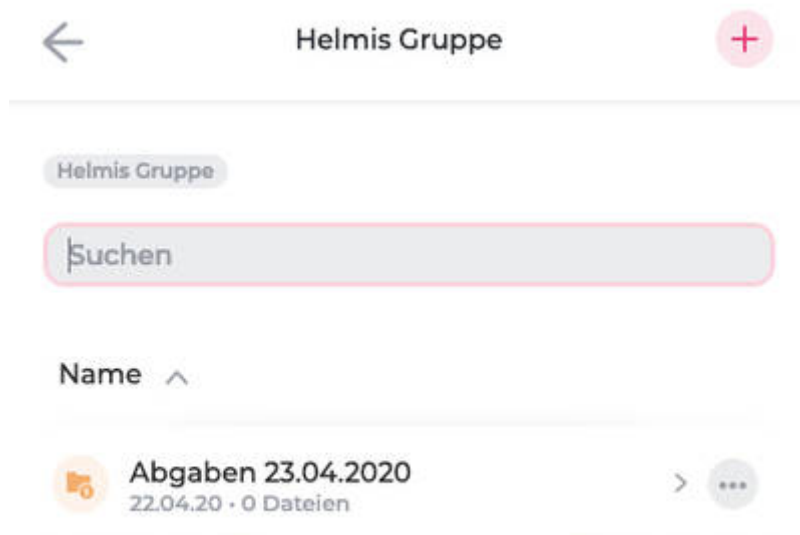 Helmis Gruppe
Helmis Gruppe
Suchen
Name
Abgaben 23.04.2020
22.04.20 · 0 Dateien